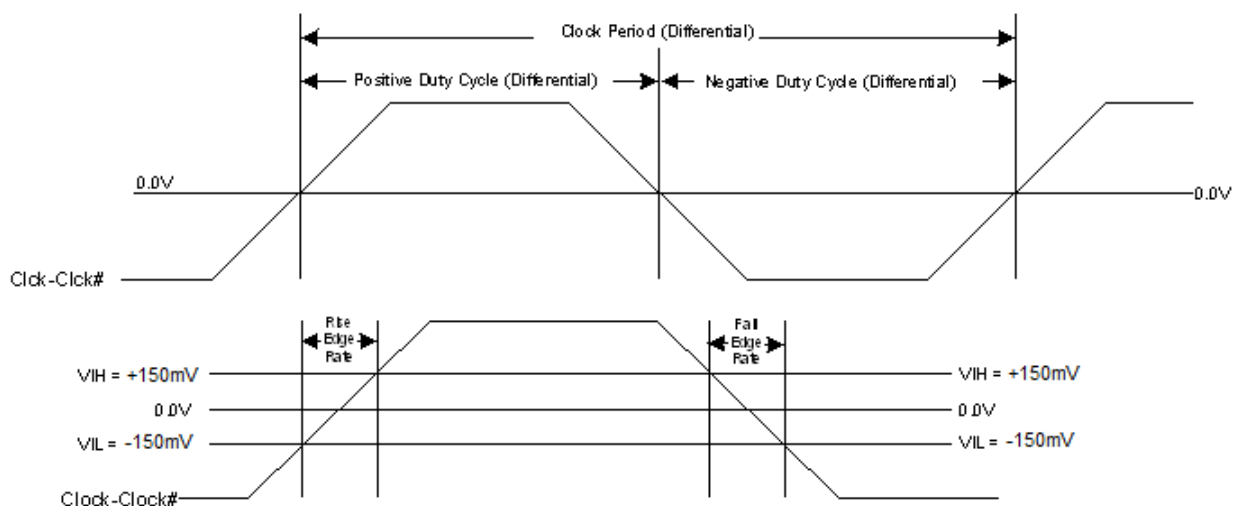 Clock Period (Differential)
Positive Duty Cycle (Differential)
Negative Duty Cycle (Differential)
0.0V
0.0V
Clck-Clck#
Rise
Edge
Rate
Fall
Edge
Rate
VIH = +150mV
VIH = +150mV
0.0V
0.0V
VIL = -150mV
VIL = -150mV
Clock-Clock#